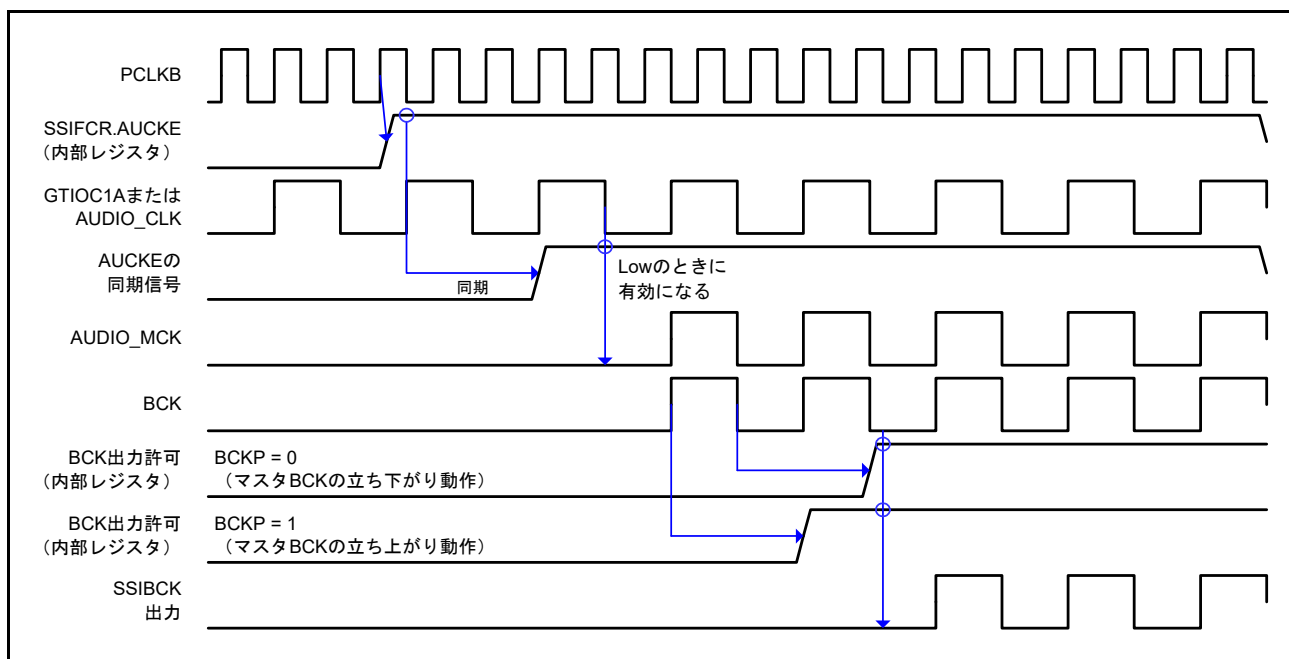 PCLKB
SSIFCR.AUCKE
（内部レジスタ）
GTIOC1Aまたは
AUDIO_CLK
AUCKEの
同期信号
同期
Lowのときに
有効になる
AUDIO_MCK
BCK
BCK出力許可
（内部レジスタ）
BCKP = 0
（マスタBCKの立ち下がり動作）
BCK出力許可
（内部レジスタ）
BCKP = 1
（マスタBCKの立ち上がり動作）
SSIBCK
出力